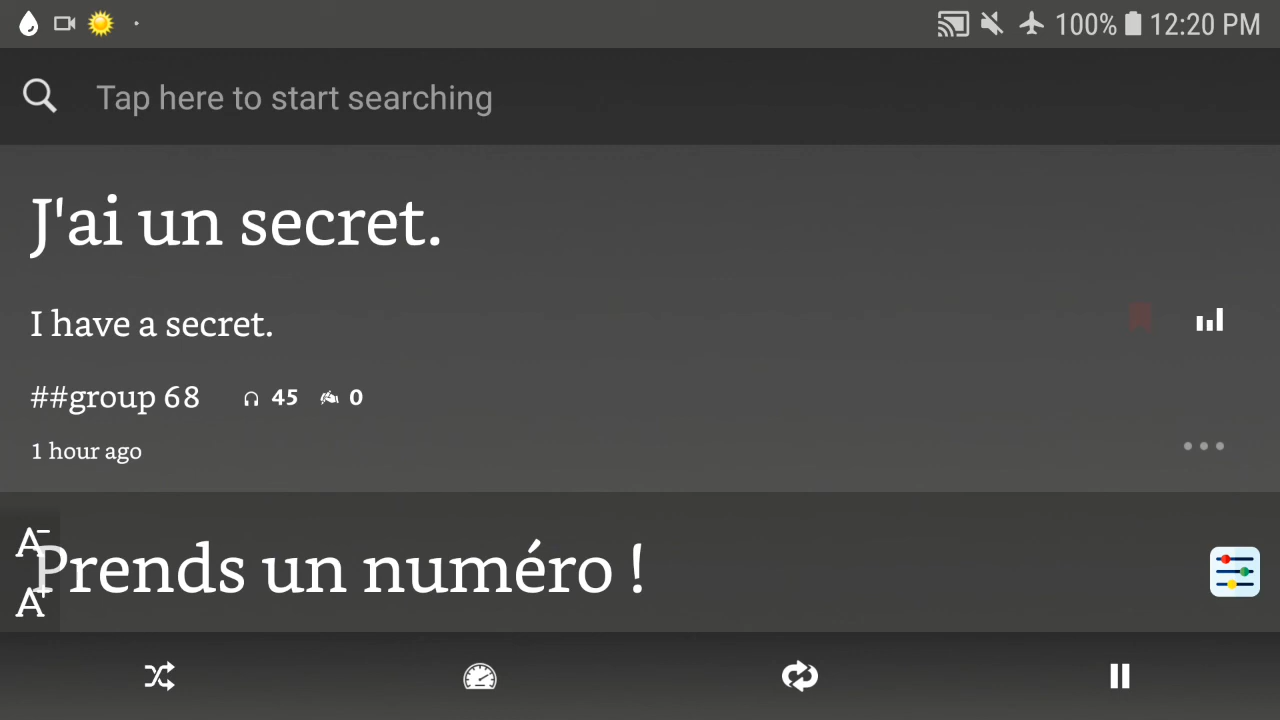 100% 12:20 PM
Tap here to start searching
J'ai un secret.
I have a secret.
##group 68 45 0
1 hour ago
A-
Prends un numéro !
A+